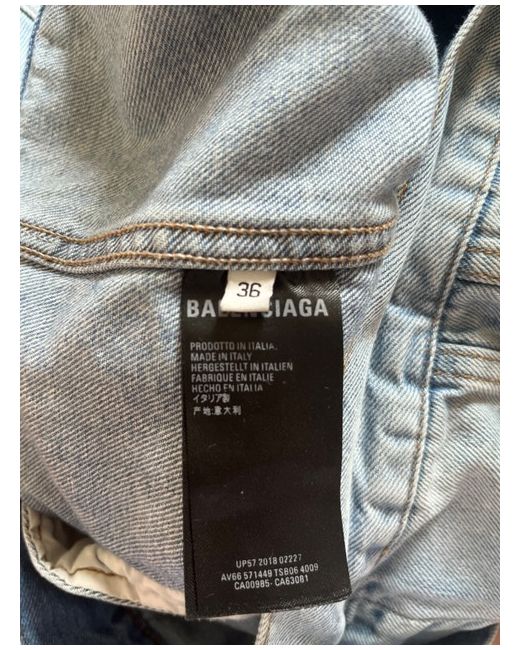 36
BALENCIAGA
PRODOTTO IN ITALIA.
MADE IN ITALY
HERGESTELLT IN ITALIEN
FABRIQUE EN ITALIE
HECHO EN ITALIA
イタリア製
产地:意大利
UP57 2018 02227
AV66 571449 TSB06 4009
CA00985- CA63081